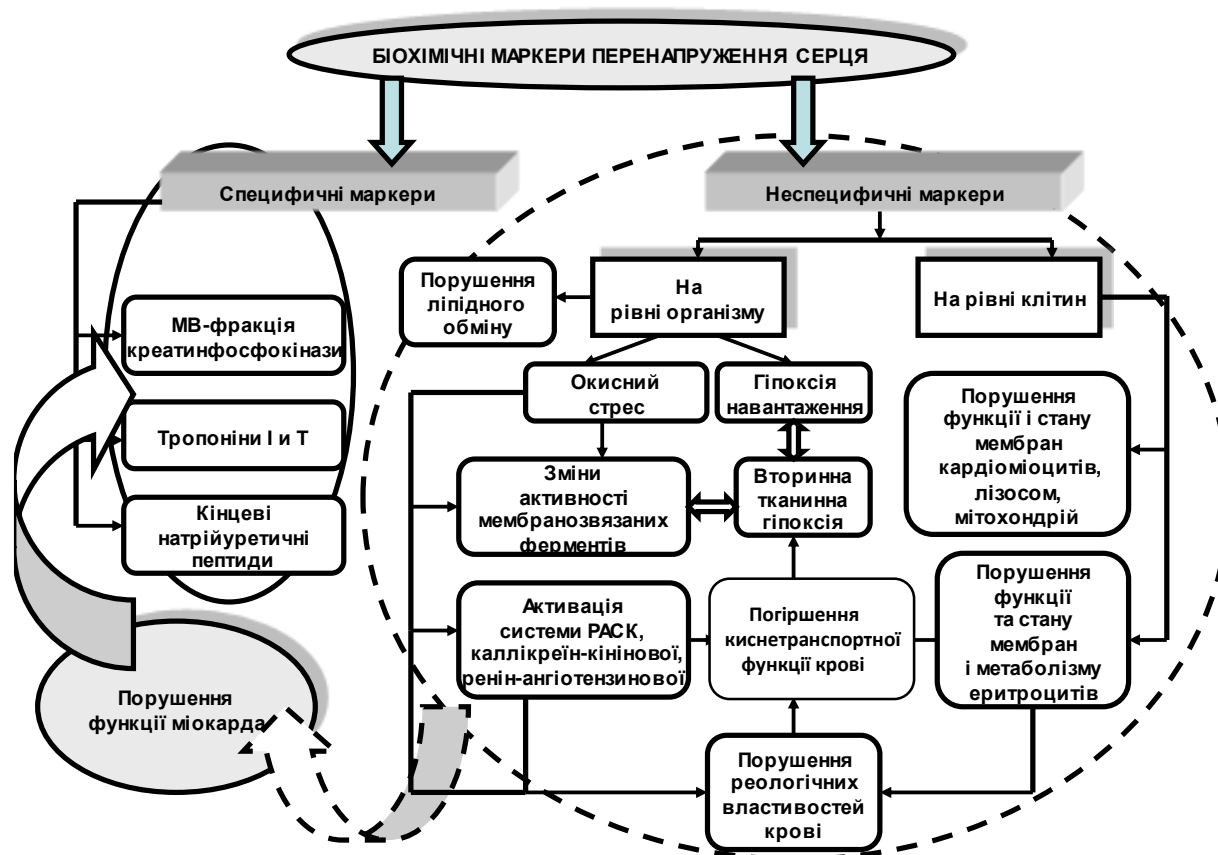 БІОХІМІЧНІ МАРКЕРИ ПЕРЕНАПРУЖЕННЯ СЕРЦЯ
Специфичні маркери
Неспецифичні маркери
МВ-фракція
креатинфосфокінази
Тропоніни І и Т
Кінцеві
натрійуретичні
пептиди
Порушення
функції міокарда
Порушення
ліпідного
обміну
На
рівні організму
На рівні клітин
Окисний
стрес
Гіпоксія
навантаження
Зміни
активності
мембранозвязаних
ферментів
Вторинна
тканинна
гіпоксія
Порушення
функції і стану
мембран
кардіоміоцитів,
лізосом,
мітохондрій
Активація
системи РАСК,
каллікреїн-кінінової,
ренін-ангіотензинової
Погіршення
киснетранспортної
функції крові
Порушення
функції
та стану
мембран
і метаболізму
еритроцитів
Порушення
реологічних
властивостей
крові